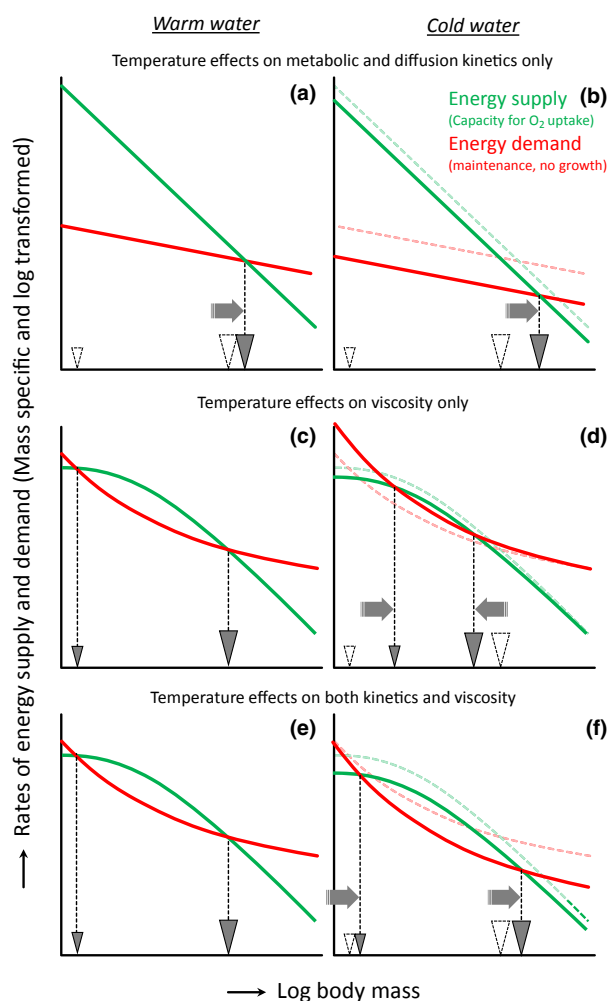 Warm water
Cold water
Temperature effects on metabolic and diffusion kinetics only
(a)
(b)
Energy supply
(Capacity for O₂ uptake)
Energy demand
(maintenance, no growth)
Temperature effects on viscosity only
(c)
(d)
Temperature effects on both kinetics and viscosity
(e)
(f)
Rates of energy supply and demand (Mass specific and log transformed)
Log body mass